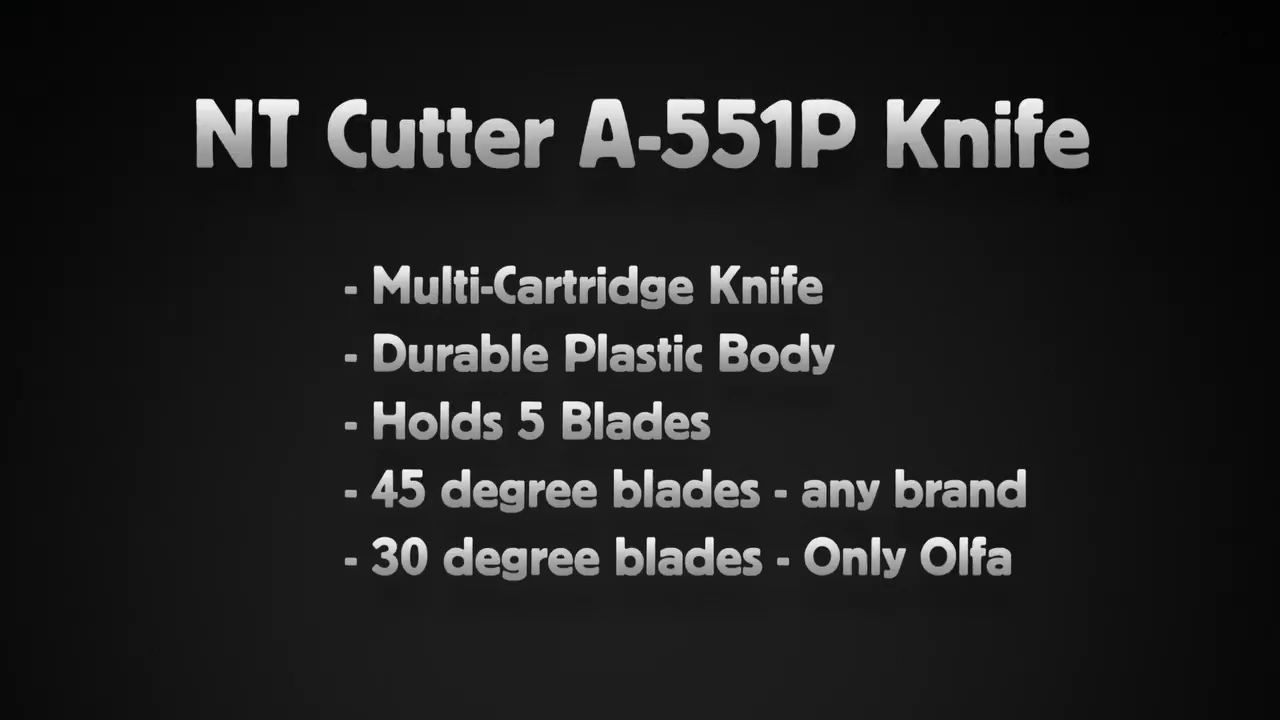 NT Cutter A-551P Knife
- Multi-Cartridge Knife
- Durable Plastic Body
- Holds 5 Blades
- 45 degree blades - any brand
- 30 degree blades - Only Olfa